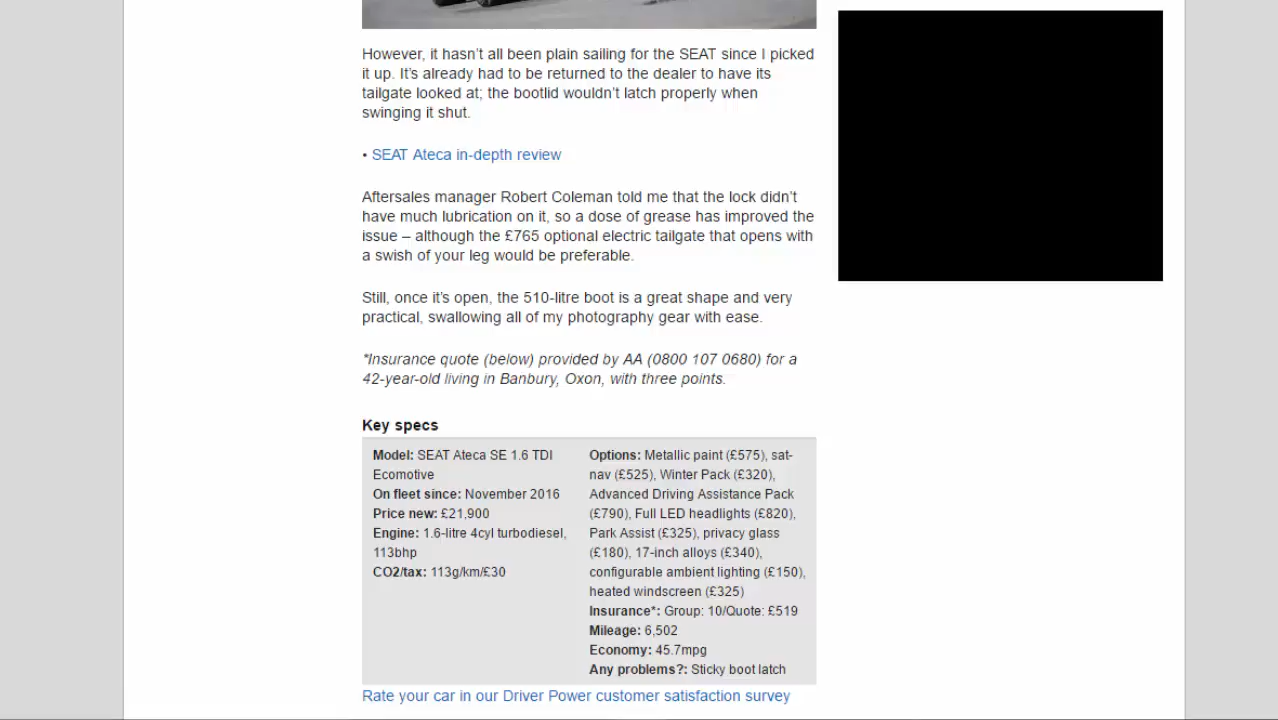 However, it hasn't all been plain sailing for the SEAT since I picked
it up. It's already had to be returned to the dealer to have its
tailgate looked at; the bootlid wouldn't latch properly when
swinging it shut.
• SEAT Ateca in-depth review
Aftersales manager Robert Coleman told me that the lock didn't
have much lubrication on it, so a dose of grease has improved the
issue – although the £765 optional electric tailgate that opens with
a swish of your leg would be preferable.
Still, once it's open, the 510-litre boot is a great shape and very
practical, swallowing all of my photography gear with ease.
*Insurance quote (below) provided by AA (0800 107 0680) for a
42-year-old living in Banbury, Oxon, with three points.
Key specs
Model: SEAT Ateca SE 1.6 TDI
Ecomotive
On fleet since: November 2016
Price new: £21,900
Engine: 1.6-litre 4cyl turbodiesel,
113bhp
CO2/tax: 113g/km/£30
Options: Metallic paint (£575), sat-
nav (£525), Winter Pack (£320),
Advanced Driving Assistance Pack
(£790), Full LED headlights (£820),
Park Assist (£325), privacy glass
(£180), 17-inch alloys (£340),
configurable ambient lighting (£150),
heated windscreen (£325)
Insurance*: Group: 10/Quote: £519
Mileage: 6,502
Economy: 45.7mpg
Any problems?: Sticky boot latch
Rate your car in our Driver Power customer satisfaction survey